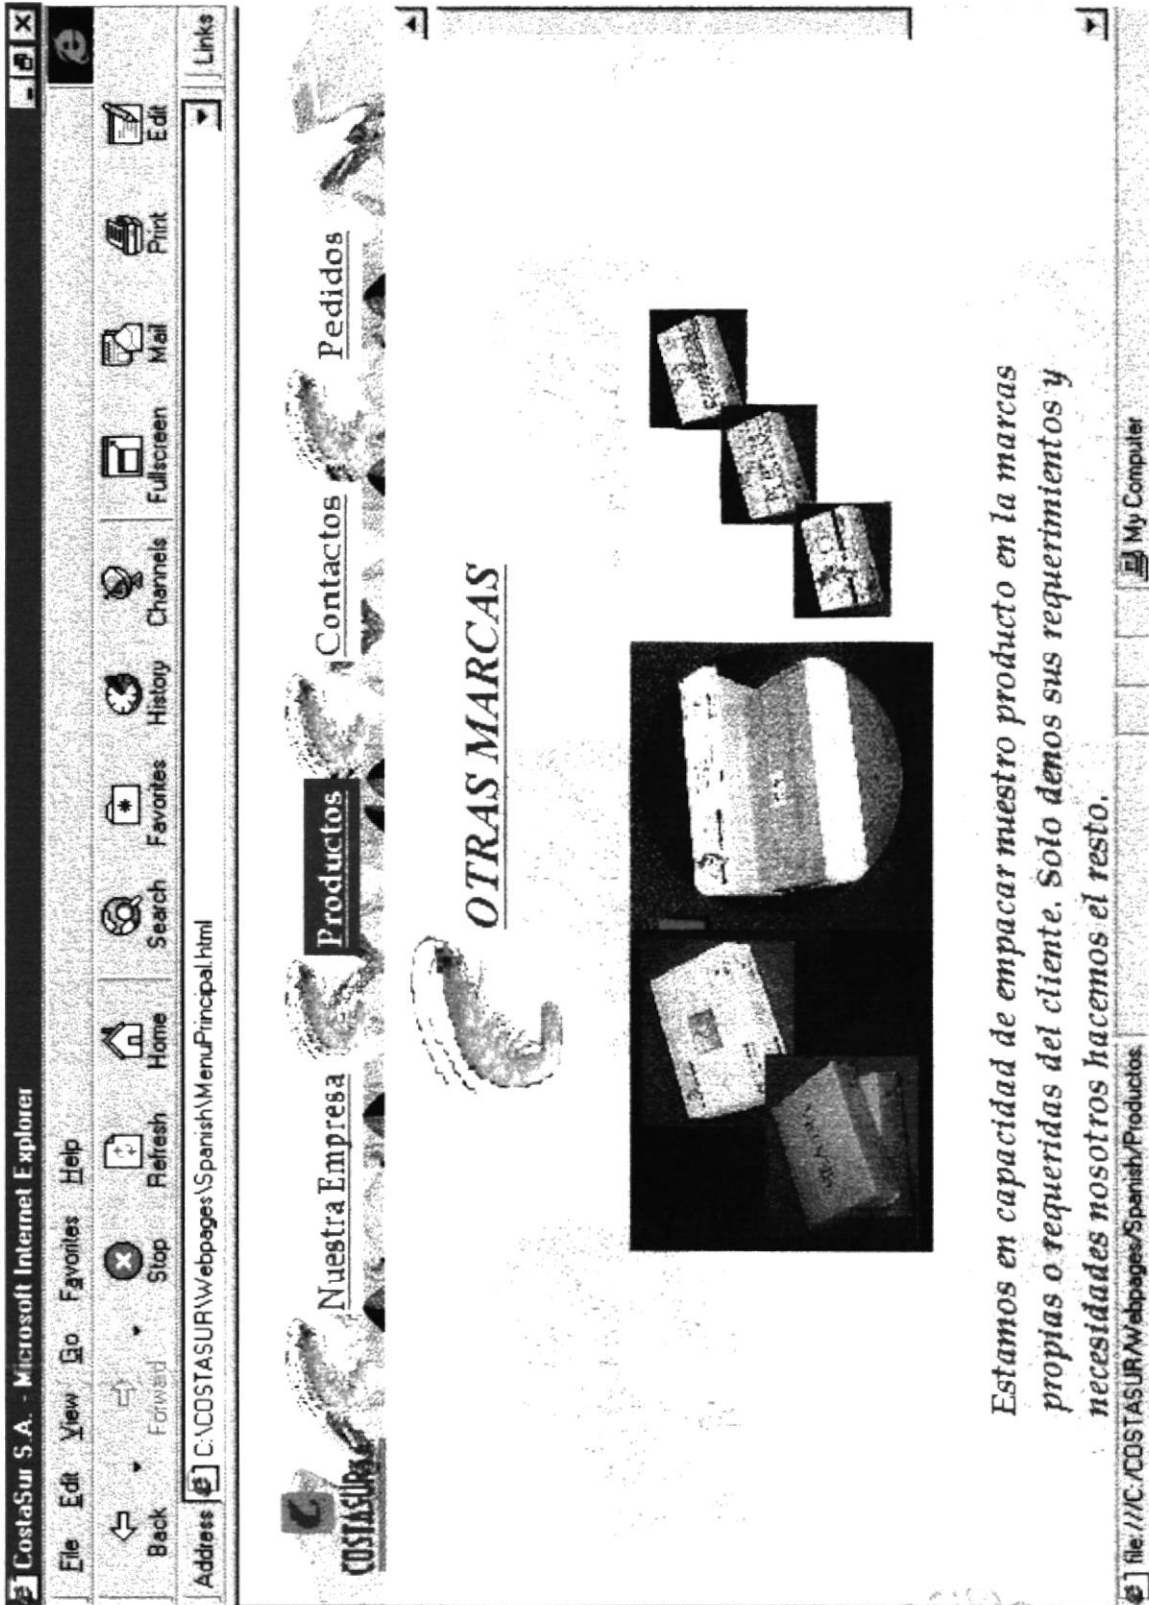 CostaSur S.A. - Microsoft Internet Explorer
File Edit View Go Favorites Help
Back Forward Stop Refresh Home Search Favorites History Channels Fullscreen Mail Print Edit
Address C:\COSTASUR\Webpages\Spanish\MenuPrincipal.html Links
COSTASUR Nuestra Empresa Productos Contactos Pedidos
OTRAS MARCAS
Estamos en capacidad de empacar nuestro producto en la marcas
propias o requeridas del cliente. Solo denos sus requerimientos y
necesidades nosotros hacemos el resto.
file:///C:/COSTASUR/Webpages/Spanish/Productos. My Computer